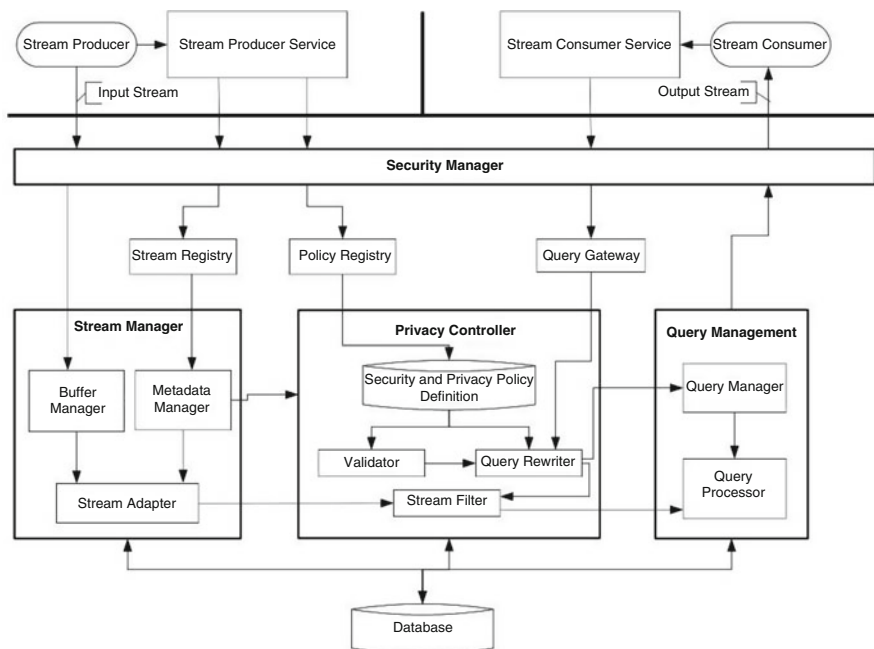 Stream Producer
Stream Producer Service
Stream Consumer Service
Stream Consumer
Input Stream
Output Stream
Security Manager
Stream Registry
Policy Registry
Query Gateway
Stream Manager
Privacy Controller
Query Management
Buffer
Manager
Metadata
Manager
Security and Privacy Policy
Definition
Query Manager
Validator
Query Rewriter
Query
Processor
Stream Adapter
Stream Filter
Database